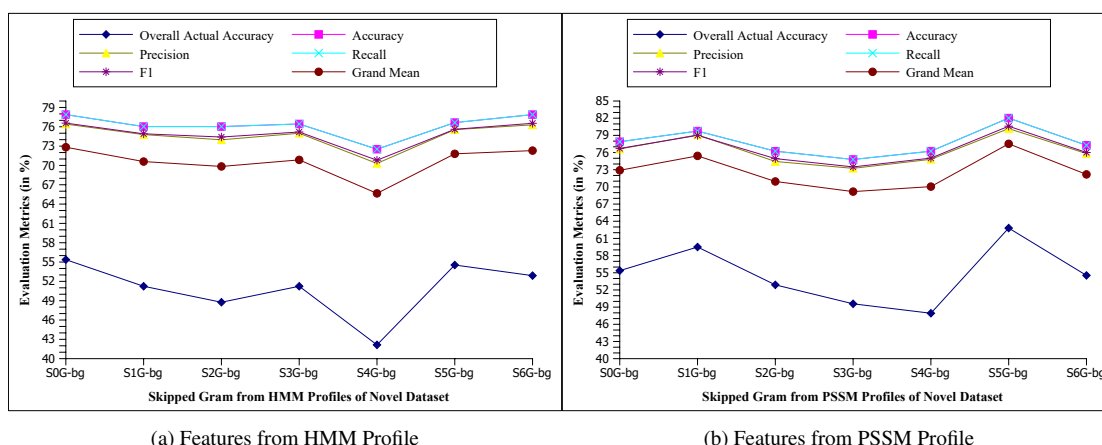 Overall Actual Accuracy
Accuracy
Precision
Recall
F1
Grand Mean
Evaluation Metrics (in %)
79
76
73
70
67
64
61
58
55
52
49
46
43
40
S0G-bg S1G-bg S2G-bg S3G-bg S4G-bg S5G-bg S6G-bg
Skipped Gram from HMM Profiles of Novel Dataset
(a) Features from HMM Profile
Overall Actual Accuracy
Accuracy
Precision
Recall
F1
Grand Mean
Evaluation Metrics (in %)
85
82
79
76
73
70
67
64
61
58
55
52
49
46
43
40
S0G-bg S1G-bg S2G-bg S3G-bg S4G-bg S5G-bg S6G-bg
Skipped Gram from PSSM Profiles of Novel Dataset
(b) Features from PSSM Profile